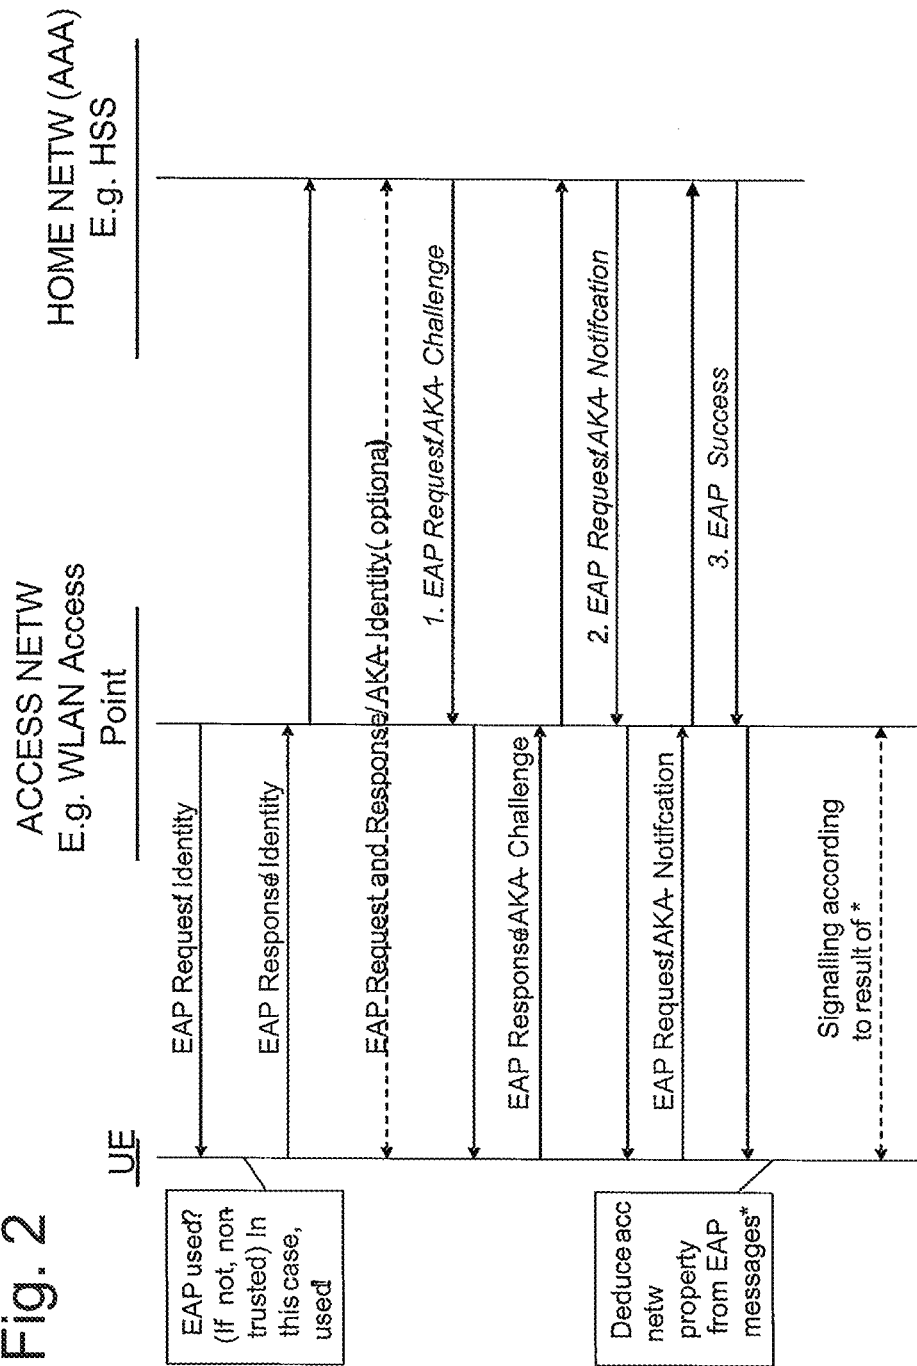 Fig. 2
UE
ACCESS NETW
E.g. WLAN Access
Point
HOME NETW (AAA)
E.g. HSS
EAP used?
(If not, non-
trusted) In
this case,
used!
EAP Request/Identity
EAP Response/Identity
EAP Request and Response/AKA-Identity( optional)
1. EAP Request/AKA-Challenge
EAP Response/AKA-Challenge
2. EAP Request/AKA-Notifcation
EAP Request/AKA-Notifcation
3. EAP Success
Deduce acc
netw
property
from EAP
messages*
Signalling according
to result of *